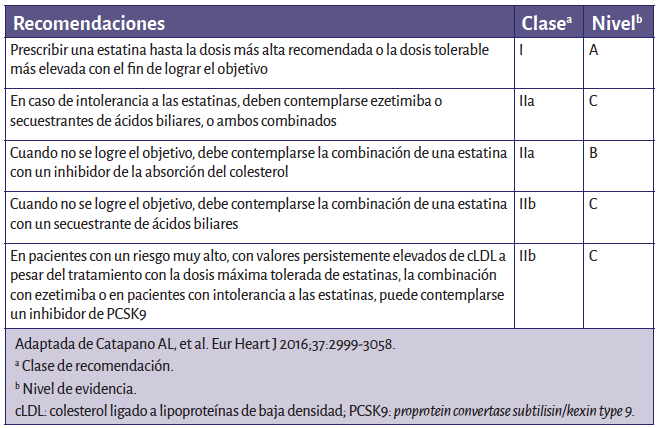 Recomendaciones Claseª Nivelᵇ
Prescribir una estatina hasta la dosis más alta recomendada o la dosis tolerable I A
más elevada con el fin de lograr el objetivo
En caso de intolerancia a las estatinas, deben contemplarse ezetimiba o IIa C
secuestrantes de ácidos biliares, o ambos combinados
Cuando no se logre el objetivo, debe contemplarse la combinación de una estatina IIa B
con un inhibidor de la absorción del colesterol
Cuando no se logre el objetivo, debe contemplarse la combinación de una estatina IIb C
con un secuestrante de ácidos biliares
En pacientes con un riesgo muy alto, con valores persistemente elevados de cLDL a IIb C
pesar del tratamiento con la dosis máxima tolerada de estatinas, la combinación
con ezetimiba o en pacientes con intolerancia a las estatinas, puede contemplarse
un inhibidor de PCSK9
Adaptada de Catapano AL, et al. Eur Heart J 2016;37:2999-3058.
ª Clase de recomendación.
ᵇ Nivel de evidencia.
cLDL: colesterol ligado a lipoproteínas de baja densidad; PCSK9: proprotein convertase subtilisin/kexin type 9.